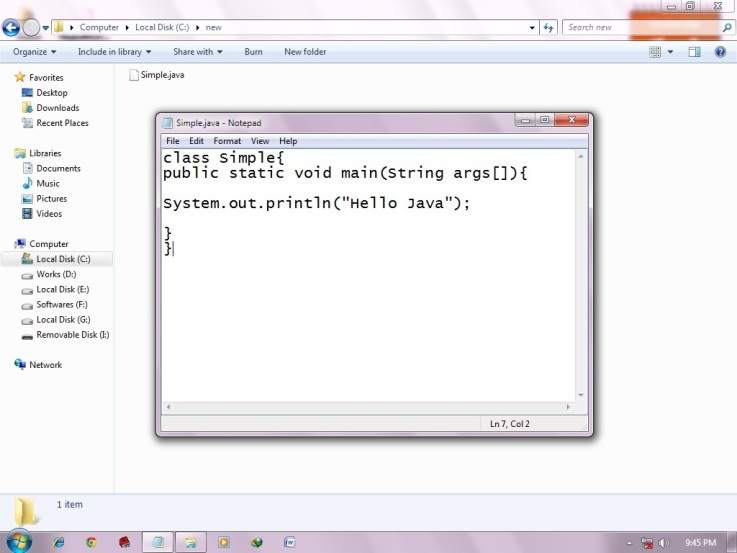 Computer Local Disk (C:) new
Search new
Organize Include in library Share with Burn New folder
Favorites
Desktop
Downloads
Recent Places
Libraries
Documents
Music
Pictures
Videos
Computer
Local Disk (C:)
Works (D:)
Local Disk (E:)
Softwares (F:)
Local Disk (G:)
Removable Disk (I:)
Network
Simple.java
Simple.java - Notepad
File Edit Format View Help
class Simple{
public static void main(String args[]){
System.out.println("Hello Java");
}
}
Ln 7, Col 2
1 item
9:45 PM